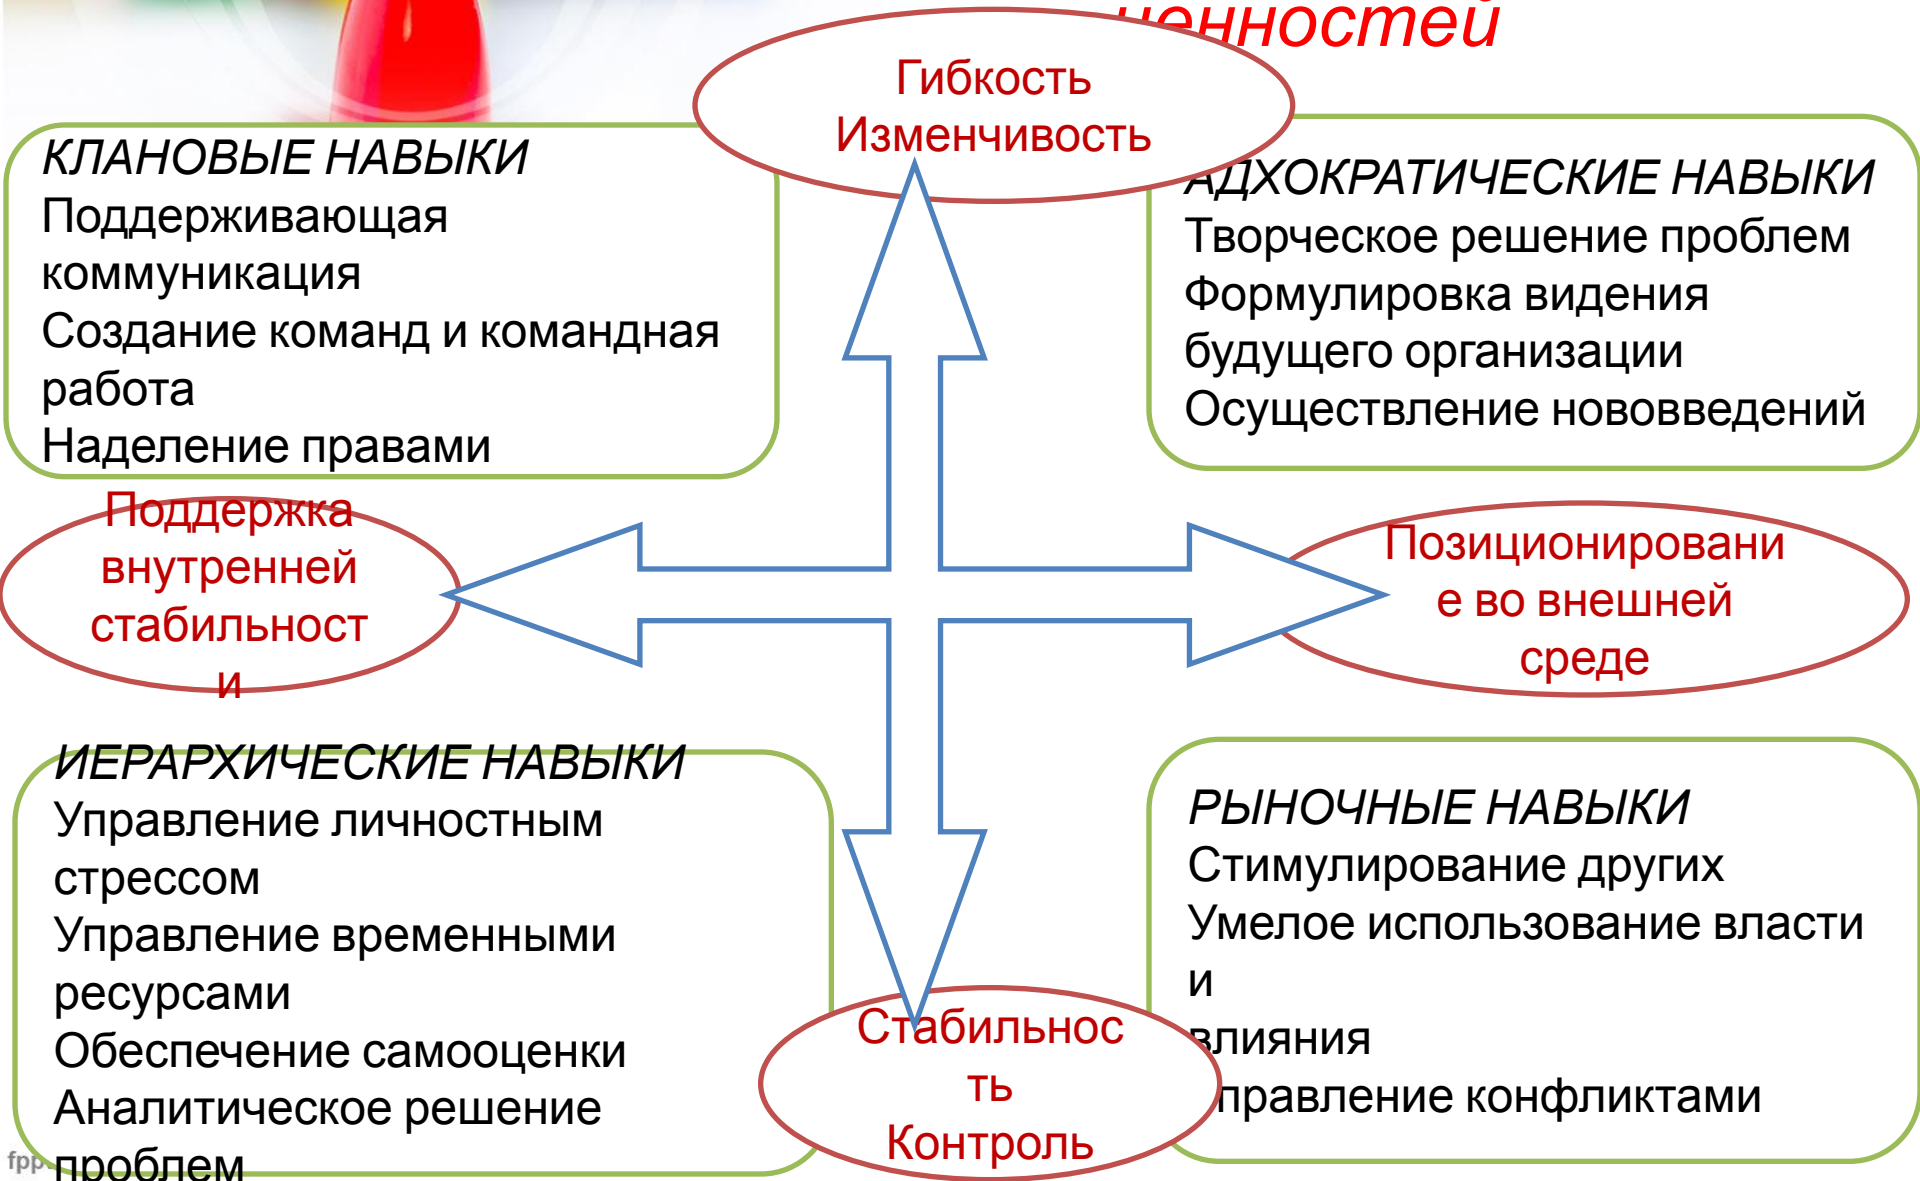 ценностей
Гибкость
Изменчивость
КЛАНОВЫЕ НАВЫКИ
Поддерживающая
коммуникация
Создание команд и командная
работа
Наделение правами
АДХОКРАТИЧЕСКИЕ НАВЫКИ
Творческое решение проблем
Формулировка видения
будущего организации
Осуществление нововведений
Поддержка
внутренней
стабильност
и
Позиционировани
е во внешней
среде
ИЕРАРХИЧЕСКИЕ НАВЫКИ
Управление личностным
стрессом
Управление временными
ресурсами
Обеспечение самооценки
Аналитическое решение
проблем
РЫНОЧНЫЕ НАВЫКИ
Стимулирование других
Умелое использование власти
и
влияния
Управление конфликтами
Стабильнос
ть
Контроль